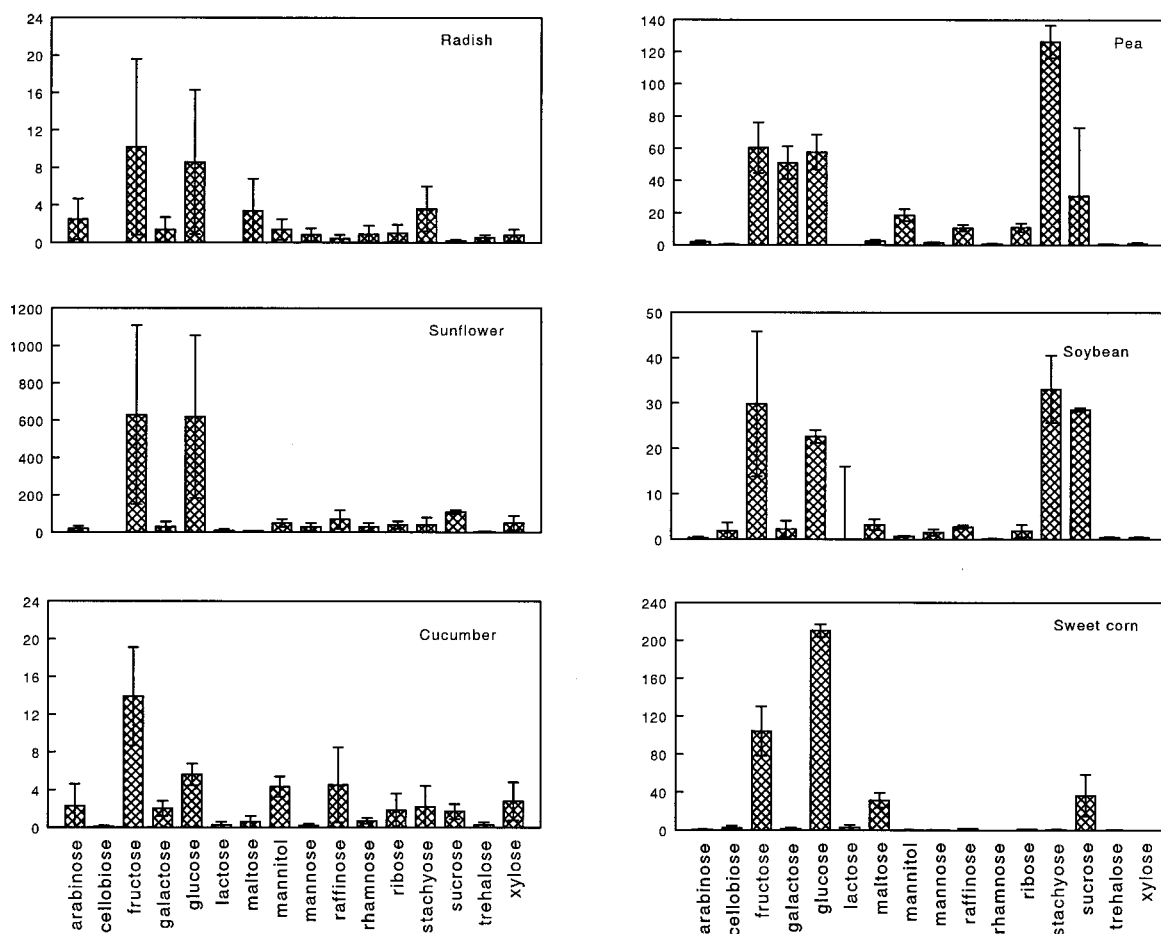 Radish
24
20
16
12
8
4
0
Pea
140
120
100
80
60
40
20
0
Sunflower
1200
1000
800
600
400
200
0
Soybean
50
40
30
20
10
0
Cucumber
24
20
16
12
8
4
0
Sweet corn
240
200
160
120
80
40
0
arabinose
cellobiose
fructose
galactose
glucose
lactose
maltose
mannitol
mannose
raffinose
rhamnose
ribose
stachyose
sucrose
trehalose
xylose
arabinose
cellobiose
fructose
galactose
glucose
lactose
maltose
mannitol
mannose
raffinose
rhamnose
ribose
stachyose
sucrose
trehalose
xylose